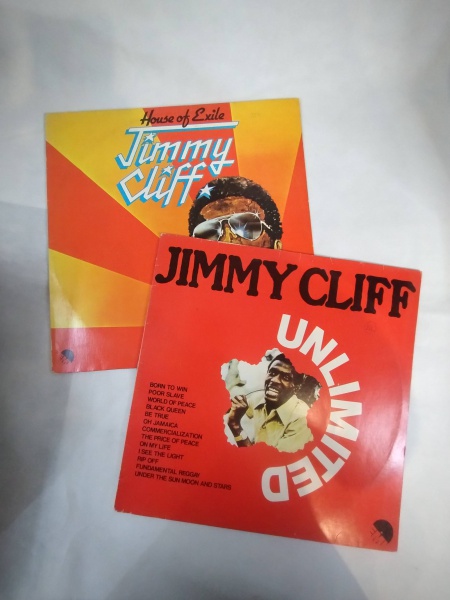 House of Exile
Jimmy
Cliff
JIMMY CLIFF
UNLIMITED
BORN TO WIN
POOR SLAVE
WORLD OF PEACE
BLACK QUEEN
BE TRUE
OH JAMAICA
COMMERCIALIZATION
THE PRICE OF PEACE
ON MY LIFE
I SEE THE LIGHT
RIP OFF
FUNDAMENTAL REGGAY
UNDER THE SUN MOON AND STARS